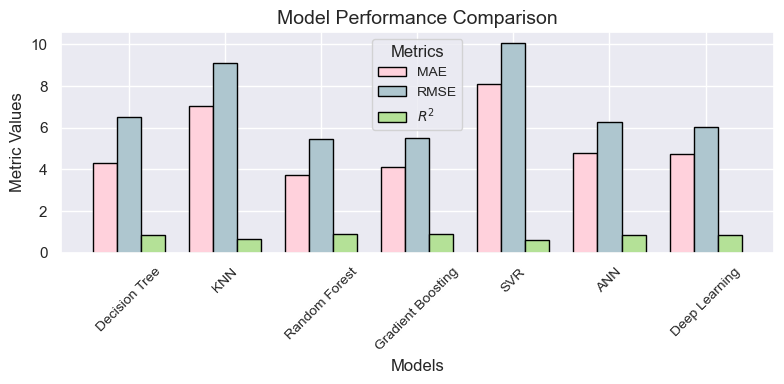 Model Performance Comparison
Metric Values
10
8
6
4
2
0
Metrics
MAE
RMSE
R²
Decision Tree
KNN
Random Forest
Gradient Boosting
SVR
ANN
Deep Learning
Models